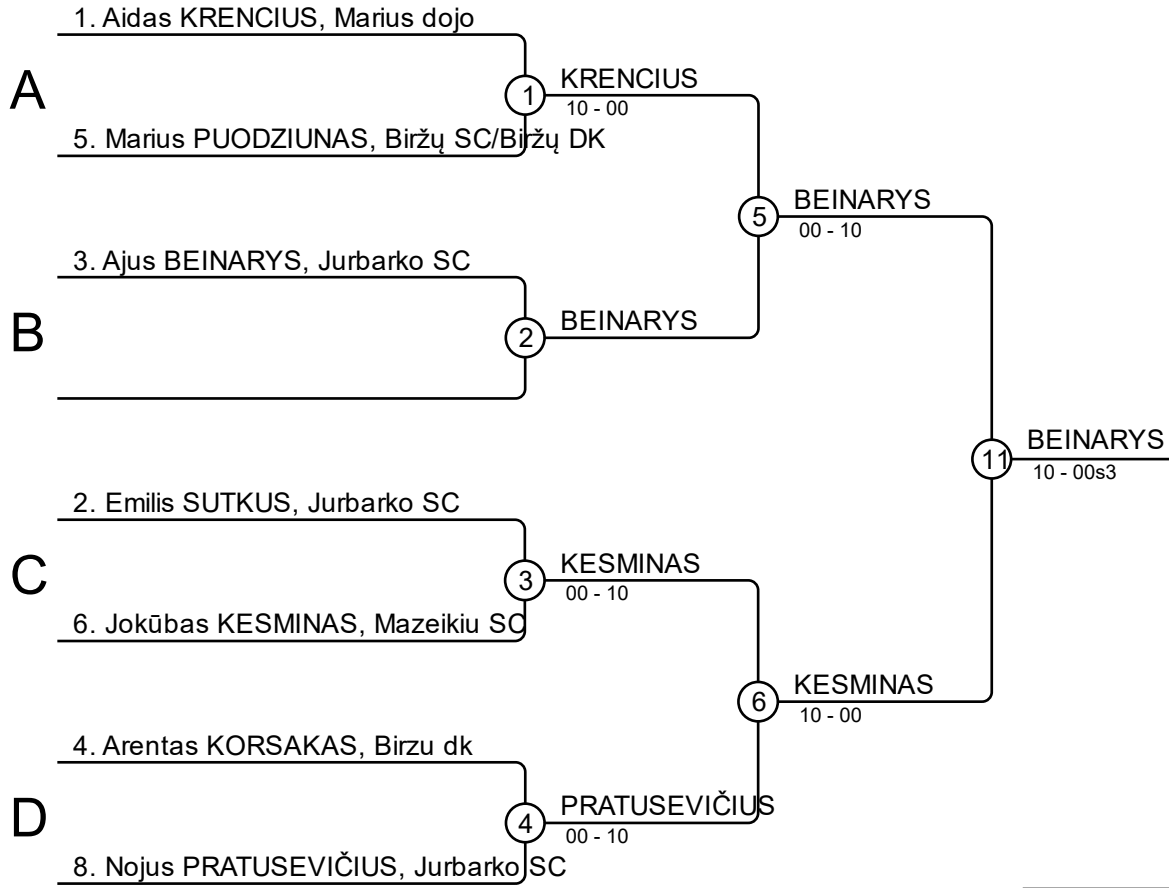 1. Aidas KRENCIUS, Marius dojo
A
1
KRENCIUS
10 - 00
5. Marius PUODZIUNAS, Biržų SC/Biržų DK
5
BEINARYS
00 - 10
3. Ajus BEINARYS, Jurbarko SC
B
2
BEINARYS
11
BEINARYS
10 - 00s3
2. Emilis SUTKUS, Jurbarko SC
C
3
KESMINAS
00 - 10
6. Jokūbas KESMINAS, Mazeikiu SC
6
KESMINAS
10 - 00
4. Arentas KORSAKAS, Birzu dk
D
4
PRATUSEVIČIUS
00 - 10
8. Nojus PRATUSEVIČIUS, Jurbarko SC